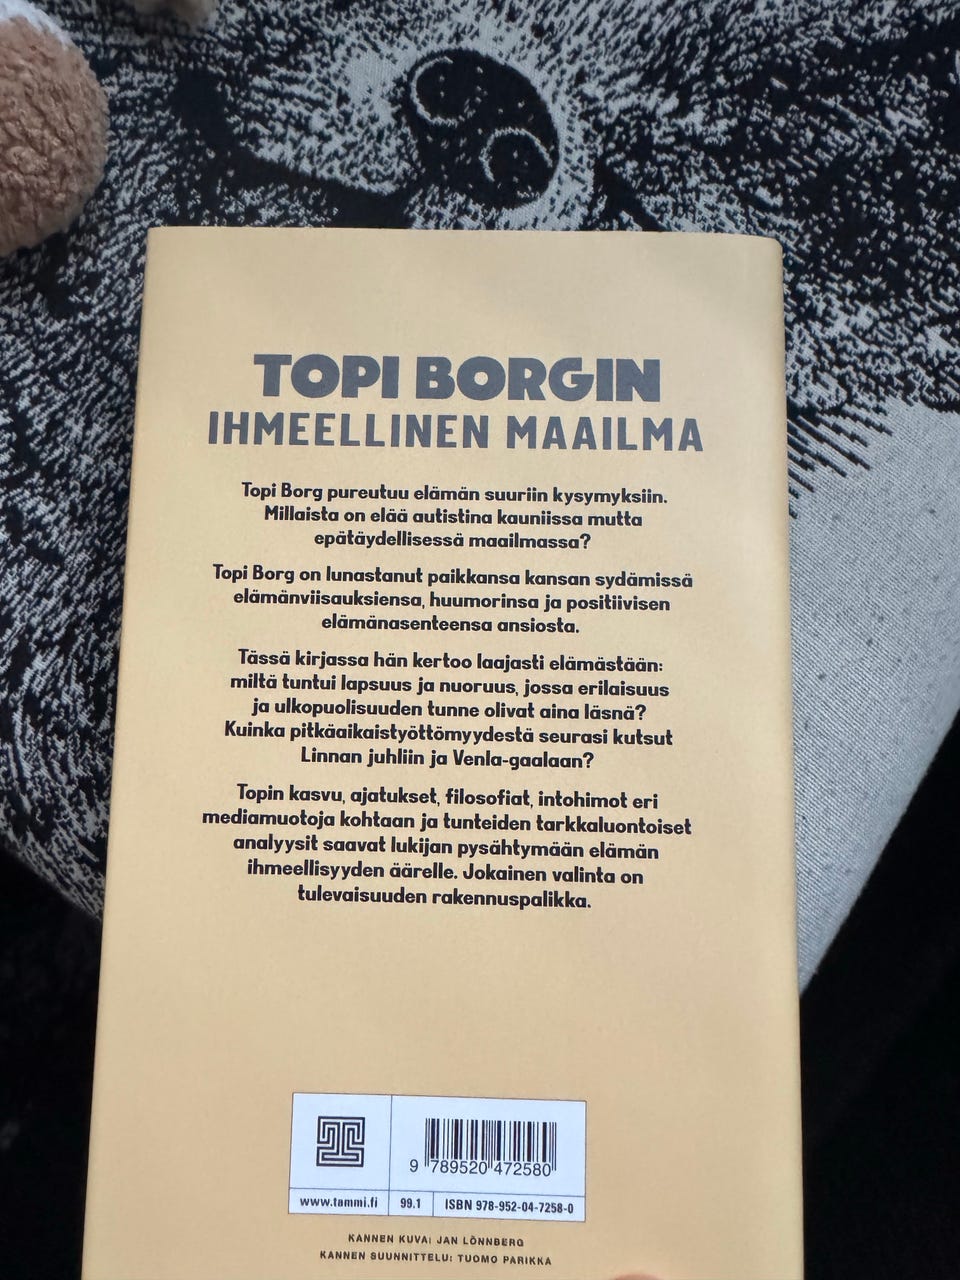 TOPI BORGIN
IHMEELLINEN MAAILMA
Topi Borg pureutuu elämän suuriin kysymyksiin.
Millaista on elää autistina kauniissa mutta
epätäydellisessä maailmassa?
Topi Borg on lunastanut paikkansa kansan sydämissä
elämänviisauksiensa, huumorinsa ja positiivisen
elämänasenteensa ansiosta.
Tässä kirjassa hän kertoo laajasti elämästään:
miltä tuntui lapsuus ja nuoruus, jossa erilaisuus
ja ulkopuolisuuden tunne olivat aina läsnä?
Kuinka pitkäaikaistyöttömyydestä seurasi kutsut
Linnan juhliin ja Venla-gaalaan?
Topin kasvu, ajatukset, filosofiat, intohimot eri
mediamuotoja kohtaan ja tunteiden tarkkaluontoiset
analyysit saavat lukijan pysähtymään elämän
ihmeellisyyden äärelle. Jokainen valinta on
tulevaisuuden rakennuspalikka.
9 789520 472580
www.tammi.fi 99.1 ISBN 978-952-04-7258-0
KANNEN KUVA: JAN LÖNNBERG
KANNEN SUUNNITTELU: TUOMO PARIKKA